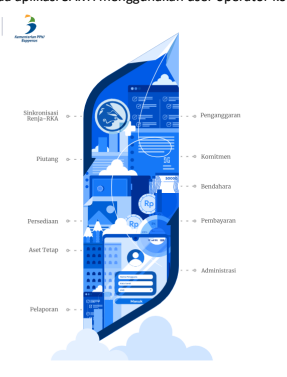 aplikasi SAKTI menggunakan user operator ko
Kementerian PPN/
Bappenas
Sinkronisasi
Renja-RKA
Penganggaran
Piutang
Komitmen
Bendahara
Rp
Persediaan
Rp
Pembayaran
Aset Tetap
Administrasi
Masuk
Pelaporan